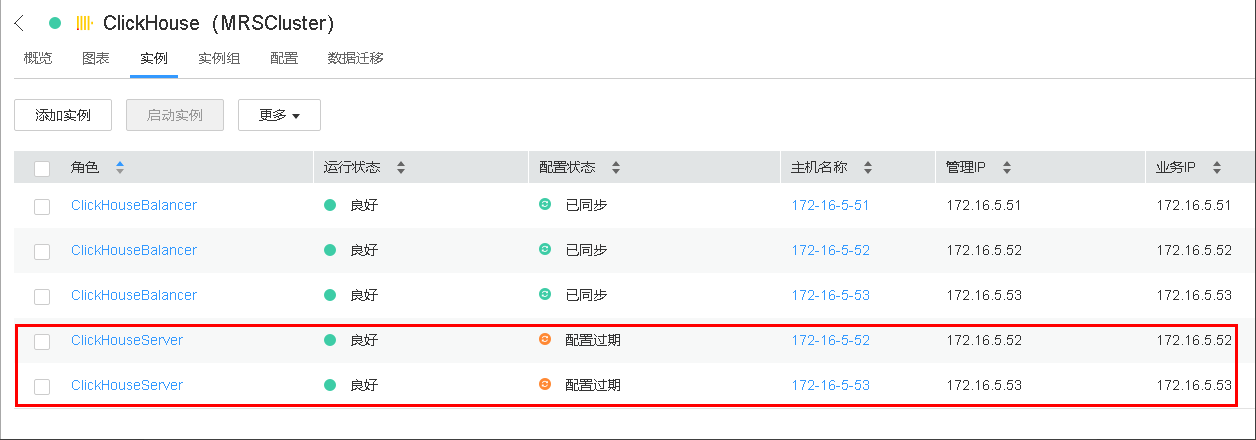 ClickHouse（MRSCluster）
概览 图表 实例 实例组 配置 数据迁移
添加实例 启动实例 更多
角色 运行状态 配置状态 主机名称 管理IP 业务IP
ClickHouseBalancer 良好 已同步 172-16-5-51 172.16.5.51 172.16.5.51
ClickHouseBalancer 良好 已同步 172-16-5-52 172.16.5.52 172.16.5.52
ClickHouseBalancer 良好 已同步 172-16-5-53 172.16.5.53 172.16.5.53
ClickHouseServer 良好 配置过期 172-16-5-52 172.16.5.52 172.16.5.52
ClickHouseServer 良好 配置过期 172-16-5-53 172.16.5.53 172.16.5.53